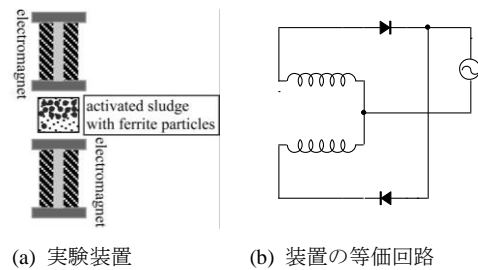 electromagnet
activated sludge
with ferrite particles
electromagnet
(a) 実験装置
(b) 装置の等価回路